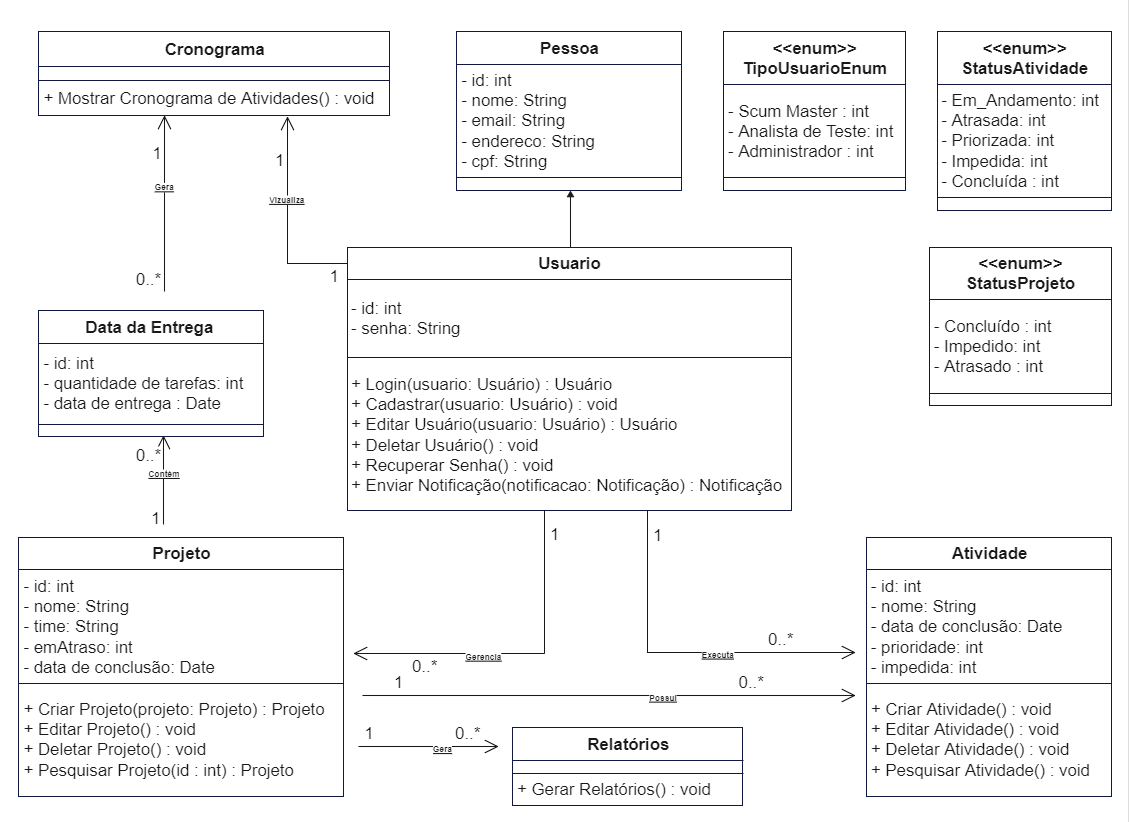 Cronograma
+ Mostrar Cronograma de Atividades() : void
Pessoa
- id: int
- nome: String
- email: String
- endereco: String
- cpf: String
<<enum>>
TipoUsuarioEnum
- Scum Master : int
- Analista de Teste: int
- Administrador : int
<<enum>>
StatusAtividade
- Em_Andamento: int
- Atrasada: int
- Priorizada: int
- Impedida: int
- Concluída : int
1
Gera
0..*
1
Vizualiza
1
Usuario
- id: int
- senha: String
+ Login(usuario: Usuário) : Usuário
+ Cadastrar(usuario: Usuário) : void
+ Editar Usuário(usuario: Usuário) : Usuário
+ Deletar Usuário() : void
+ Recuperar Senha() : void
+ Enviar Notificação(notificacao: Notificação) : Notificação
<<enum>>
StatusProjeto
- Concluído : int
- Impedido: int
- Atrasado : int
Data da Entrega
- id: int
- quantidade de tarefas: int
- data de entrega : Date
0..*
Contém
1
Projeto
- id: int
- nome: String
- time: String
- emAtraso: int
- data de conclusão: Date
+ Criar Projeto(projeto: Projeto) : Projeto
+ Editar Projeto() : void
+ Deletar Projeto() : void
+ Pesquisar Projeto(id : int) : Projeto
1
0..*
Gerencia
1
0..*
Executa
1
0..*
Possui
1
0..*
Gera
Relatórios
+ Gerar Relatórios() : void
Atividade
- id: int
- nome: String
- data de conclusão: Date
- prioridade: int
- impedida: int
+ Criar Atividade() : void
+ Editar Atividade() : void
+ Deletar Atividade() : void
+ Pesquisar Atividade() : void